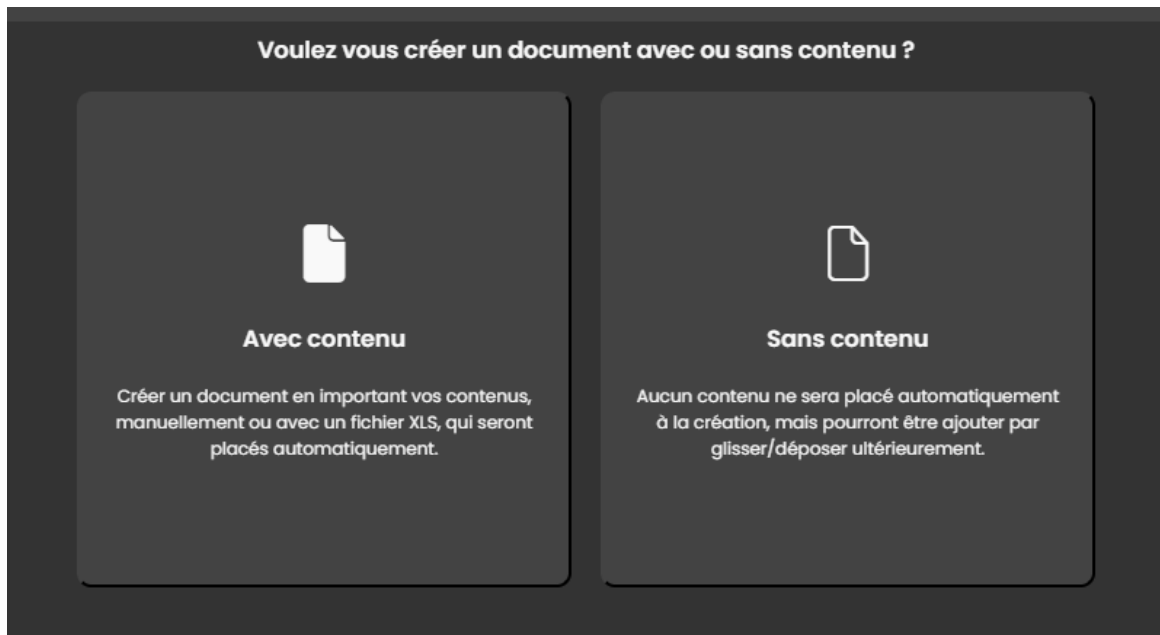 Voulez vous créer un document avec ou sans contenu ?
Avec contenu
Créer un document en important vos contenus,
manuellement ou avec un fichier XLS, qui seront
placés automatiquement.
Sans contenu
Aucun contenu ne sera placé automatiquement
à la création, mais pourront être ajouter par
glisser/déposer ultérieurement.